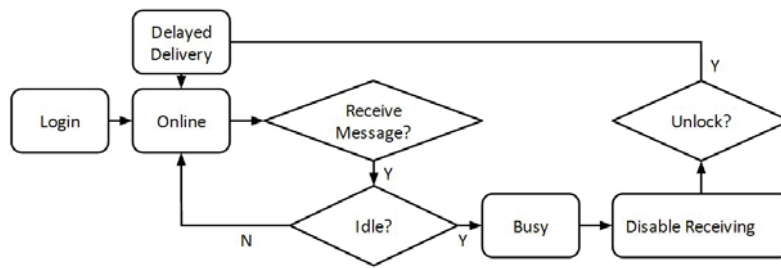 Delayed
Delivery
Y
Login
Online
Receive
Message?
Unlock?
Y
Idle?
N
Y
Busy
Disable Receiving